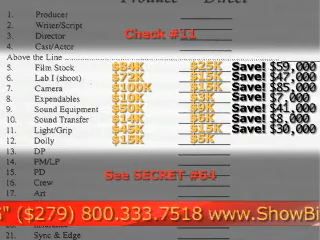 Produce Direct
1. Producer
2. Writer/Script
Check #11
3. Director
4. Cast/Actor
Above the Line
5. Film Stock $84K $25K Save! $59,000
6. Lab I (shoot) $72K $15K Save! $47,000
7. Camera $100K $15K Save! $85,000
8. Expendables $10K $3K Save! $7,000
9. Sound Equipment $50K $9K Save! $41,000
10. Sound Transfer $14K $6K Save! $8,000
11. Light/Grip $45K $15K Save! $30,000
12. Dolly $15K $5K
13. DP
14. PM/LP
15. PD
See SECRET #64
16. Crew
17. Art
S" ($279) 800.333.7518 www.ShowBi
21. Sync & Edge